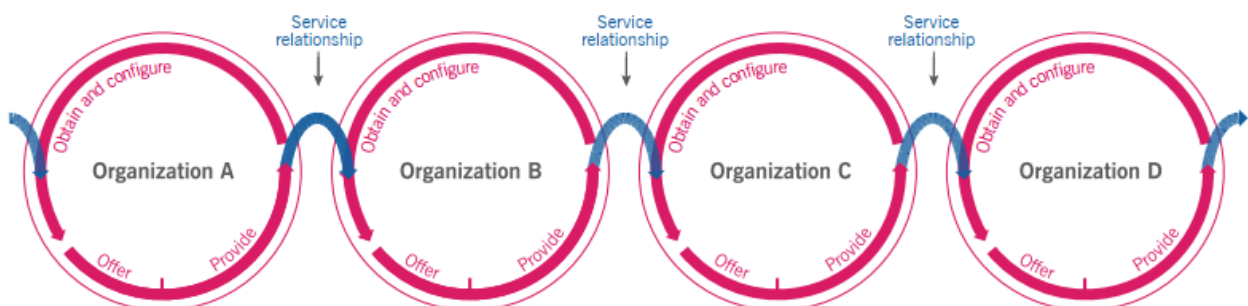 Service
relationship
Service
relationship
Service
relationship
Obtain and configure
Organization A
Offer
Provide
Obtain and configure
Organization B
Offer
Provide
Obtain and configure
Organization C
Offer
Provide
Obtain and configure
Organization D
Offer
Provide